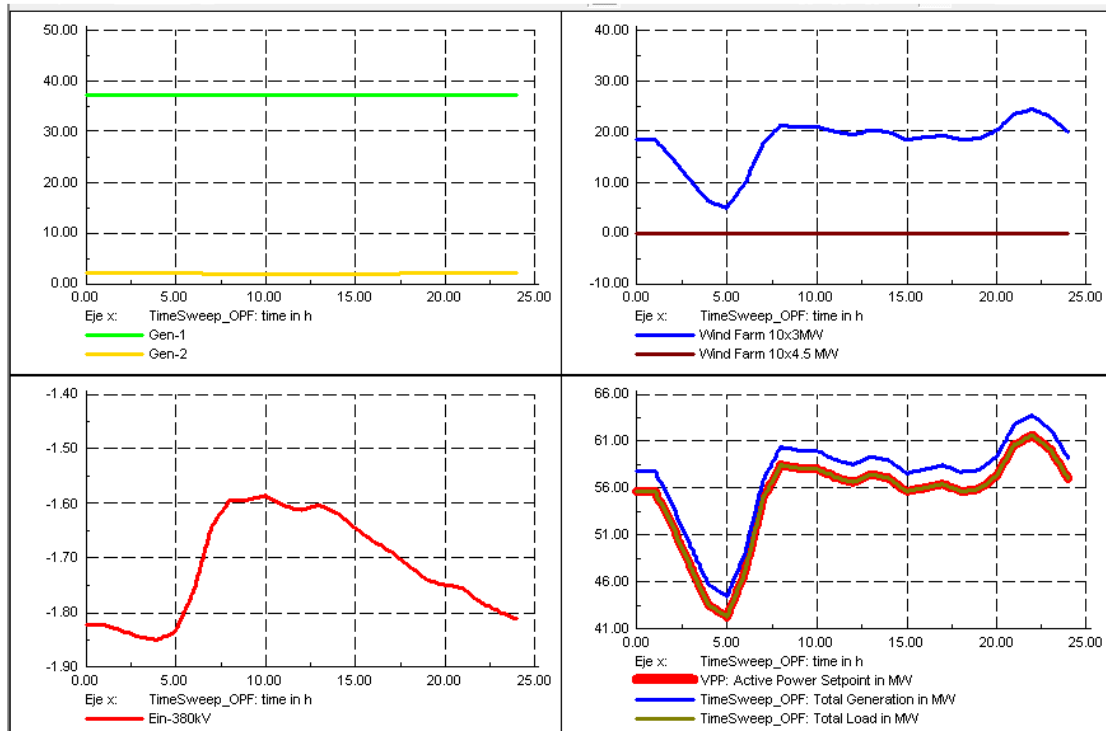 50.00
40.00
30.00
20.00
10.00
0.00
0.00 5.00 10.00 15.00 20.00 25.00
Eje x: TimeSweep_OPF: time in h
Gen-1
Gen-2
40.00
30.00
20.00
10.00
0.00
-10.00
0.00 5.00 10.00 15.00 20.00 25.00
Eje x: TimeSweep_OPF: time in h
Wind Farm 10x3MW
Wind Farm 10x4.5 MW
-1.40
-1.50
-1.60
-1.70
-1.80
-1.90
0.00 5.00 10.00 15.00 20.00 25.00
Eje x: TimeSweep_OPF: time in h
Ein-380kV
66.00
61.00
56.00
51.00
46.00
41.00
0.00 5.00 10.00 15.00 20.00 25.00
Eje x: TimeSweep_OPF: time in h
VPP: Active Power Setpoint in MW
TimeSweep_OPF: Total Generation in MW
TimeSweep_OPF: Total Load in MW